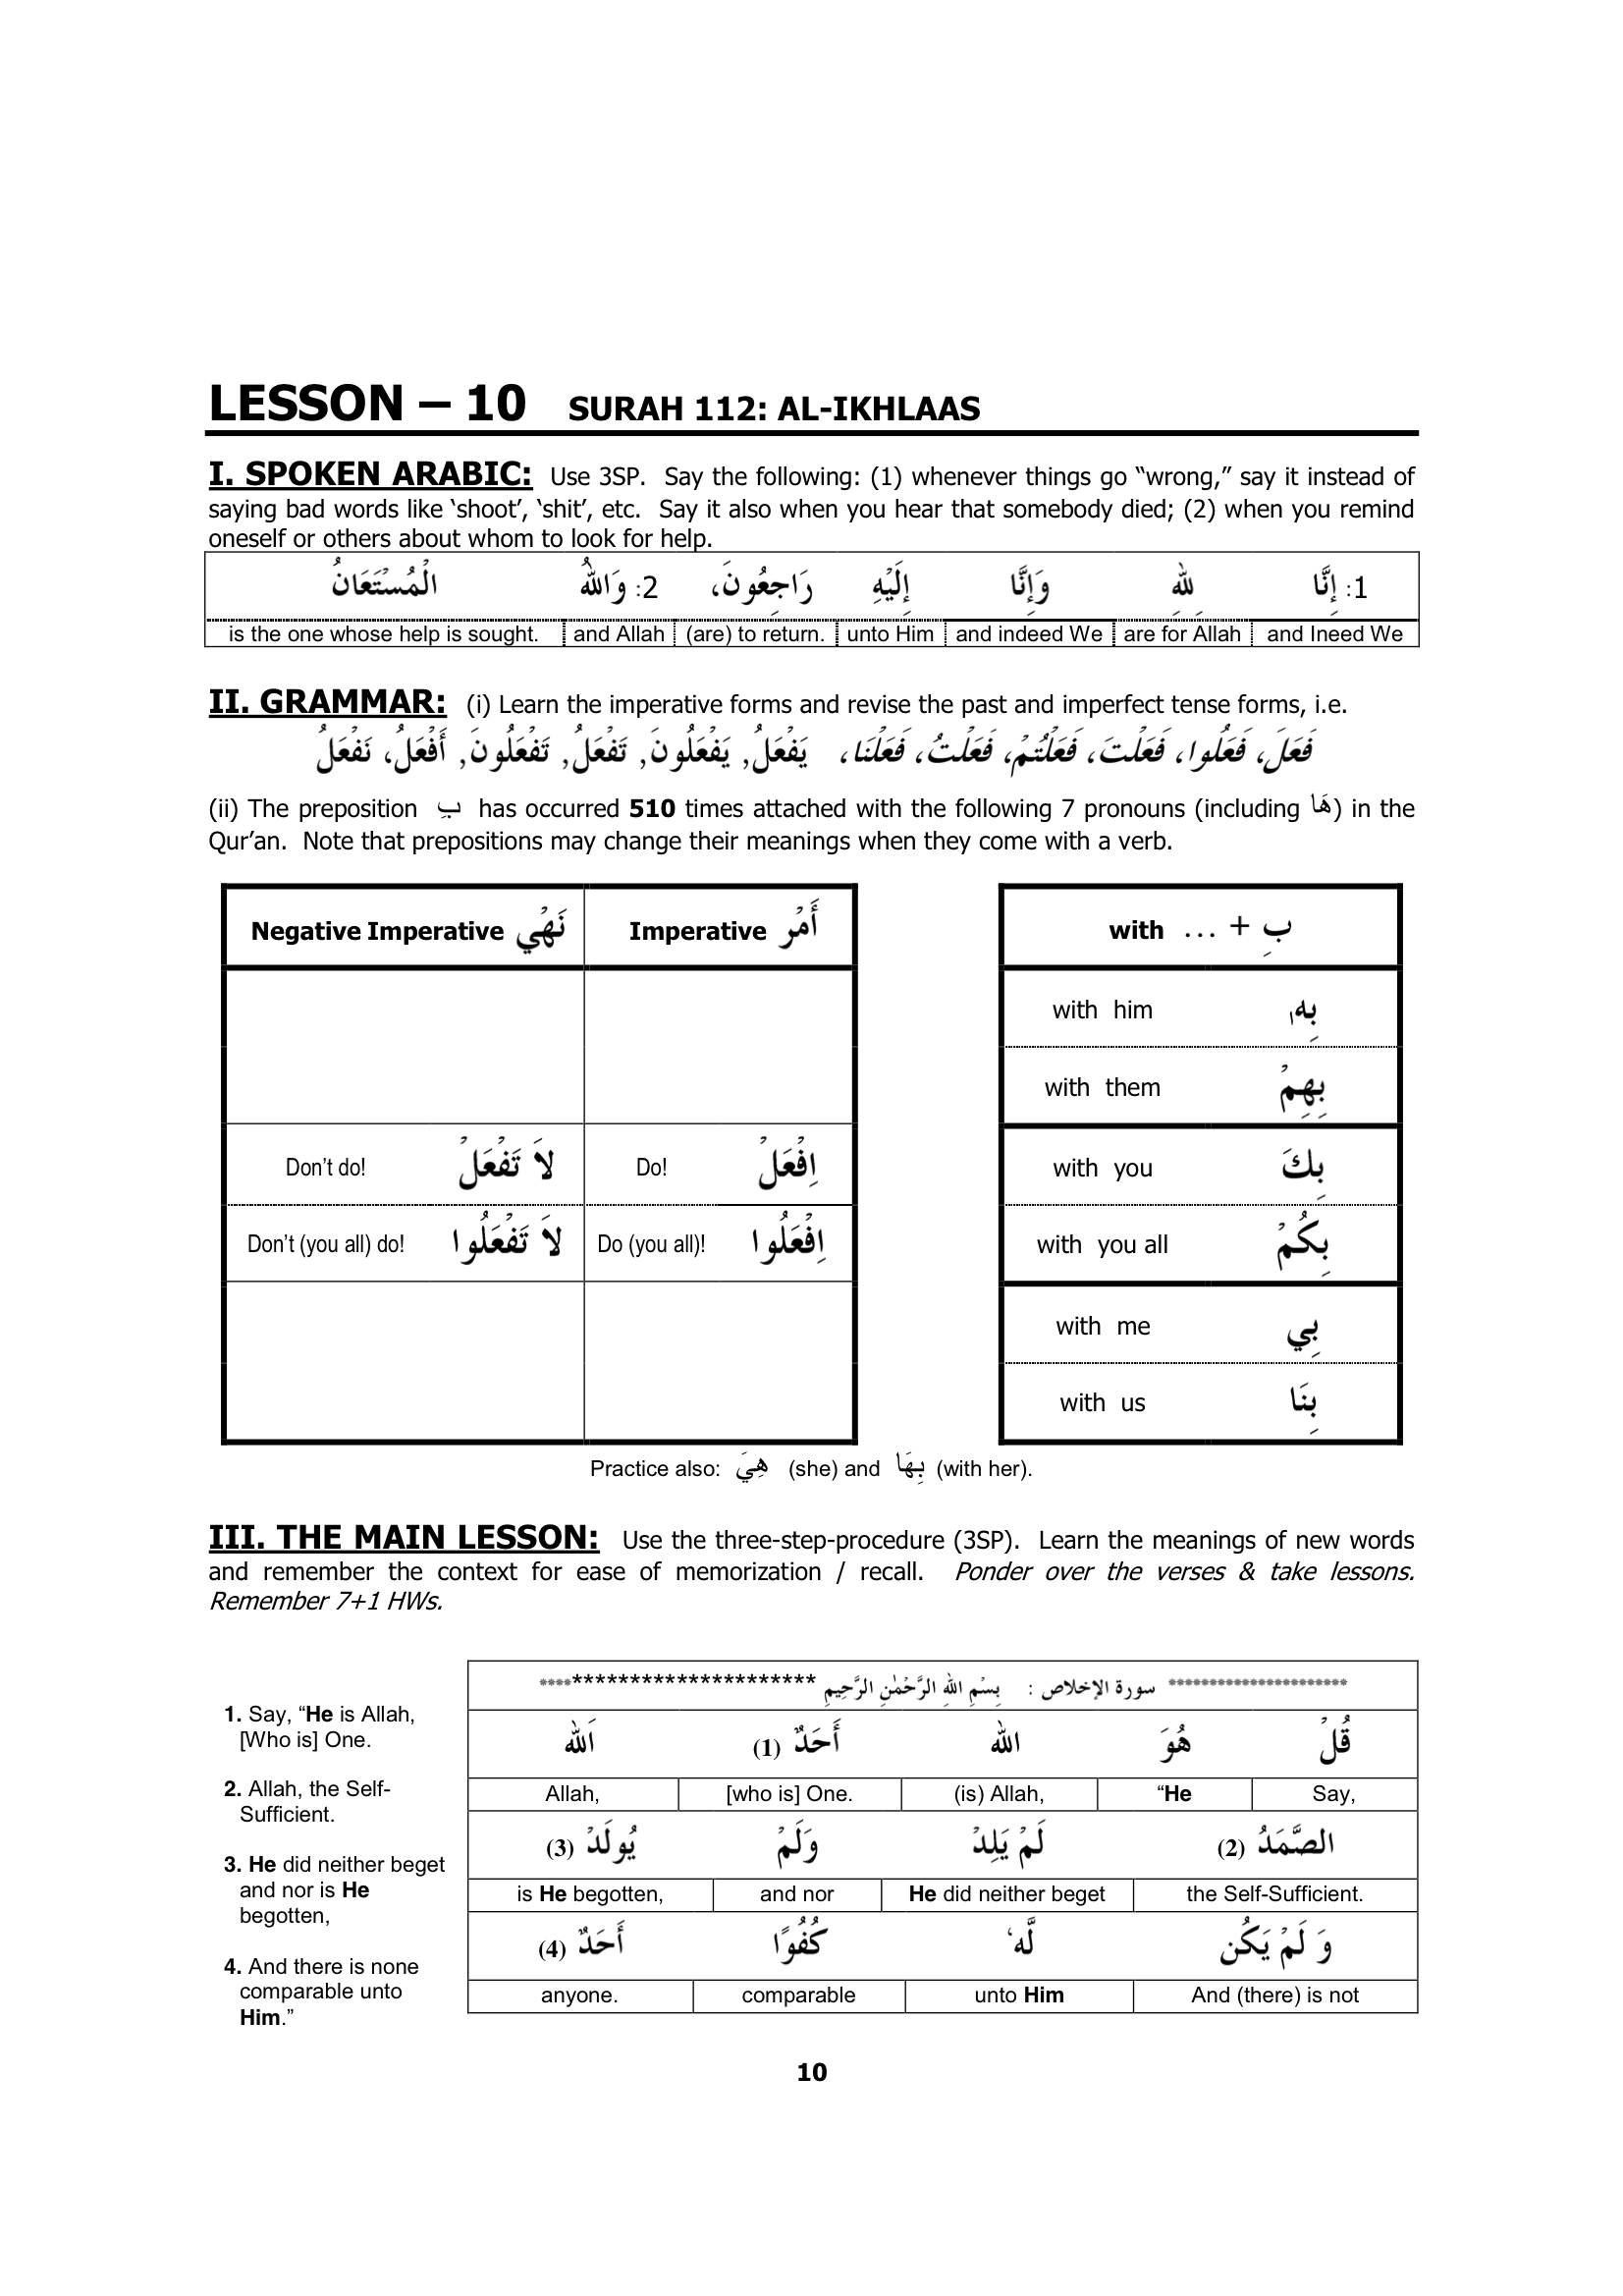 LESSON – 10 SURAH 112: AL-IKHLAAS
I. SPOKEN ARABIC: Use 3SP. Say the following: (1) whenever things go “wrong,” say it instead of
saying bad words like ‘shoot’, ‘shit’, etc. Say it also when you hear that somebody died; (2) when you remind
oneself or others about whom to look for help.
1: إِنَّا لِلَّهِ وَإِنَّا إِلَيْهِ رَاجِعُونَ، 2: وَاللهُ الْمُسْتَعَانُ
is the one whose help is sought. and Allah (are) to return. unto Him and indeed We are for Allah and Ineed We
II. GRAMMAR: (i) Learn the imperative forms and revise the past and imperfect tense forms, i.e.
فَعَلَ، فَعَلُوا، فَعَلْتَ، فَعَلْتُمْ، فَعَلْتُ، فَعَلْنَا، يَفْعَلُ, يَفْعَلُونَ, تَفْعَلُ, تَفْعَلُونَ, أَفْعَلُ، نَفْعَلُ
(ii) The preposition بِ has occurred 510 times attached with the following 7 pronouns (including هَا) in the
Qur’an. Note that prepositions may change their meanings when they come with a verb.
Negative Imperative نَهْي Imperative أَمْر
Don’t do! لاَ تَفْعَلْ Do! اِفْعَلْ
Don’t (you all) do! لاَ تَفْعَلُوا Do (you all)! اِفْعَلُوا
with … + بِ
with him بِهٖ
with them بِهِمْ
with you بِكَ
with you all بِكُمْ
with me بِي
with us بِنَا
Practice also: هِيَ (she) and بِهَا (with her).
III. THE MAIN LESSON: Use the three-step-procedure (3SP). Learn the meanings of new words
and remember the context for ease of memorization / recall. Ponder over the verses & take lessons.
Remember 7+1 HWs.
1. Say, “He is Allah,
[Who is] One.
2. Allah, the Self-
Sufficient.
3. He did neither beget
and nor is He
begotten,
4. And there is none
comparable unto
Him.”
********************** سورة الإخلاص : بِسْمِ اللهِ الرَّحْمٰنِ الرَّحِيمِ *************************
قُلْ هُوَ اللهُ أَحَدٌ (1) اَللهُ
Allah, [who is] One. (is) Allah, “He Say,
الصَّمَدُ (2) لَمْ يَلِدْ وَلَمْ يُولَدْ (3)
is He begotten, and nor He did neither beget the Self-Sufficient.
وَ لَمْ يَكُن لَّهٗ كُفُوًا أَحَدٌ (4)
anyone. comparable unto Him And (there) is not
10